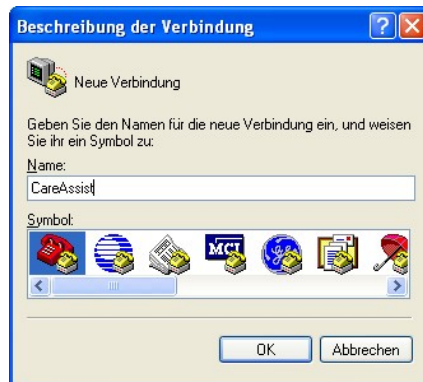 Beschreibung der Verbindung
Neue Verbindung
Geben Sie den Namen für die neue Verbindung ein, und weisen
Sie ihr ein Symbol zu:
Name:
CareAssist
Symbol:
MCI
OK
Abbrechen